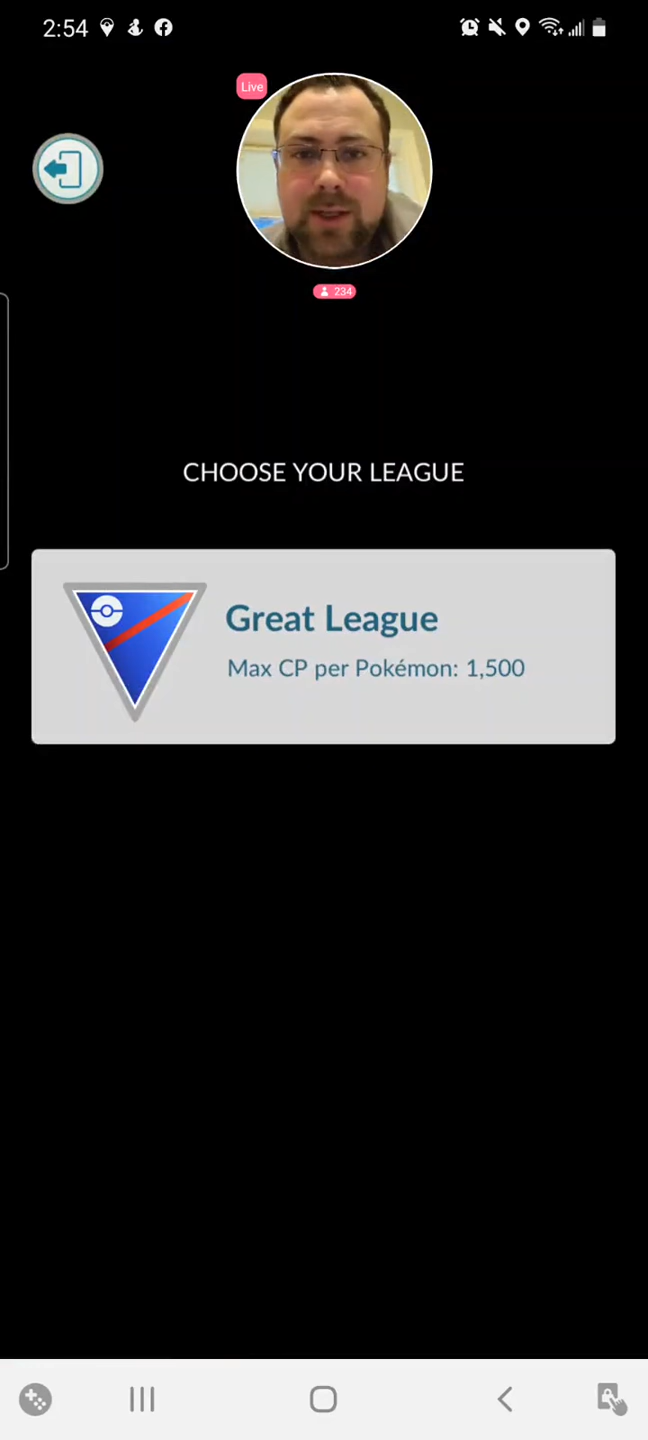 2:54
Live
234
CHOOSE YOUR LEAGUE
Great League
Max CP per Pokémon: 1,500